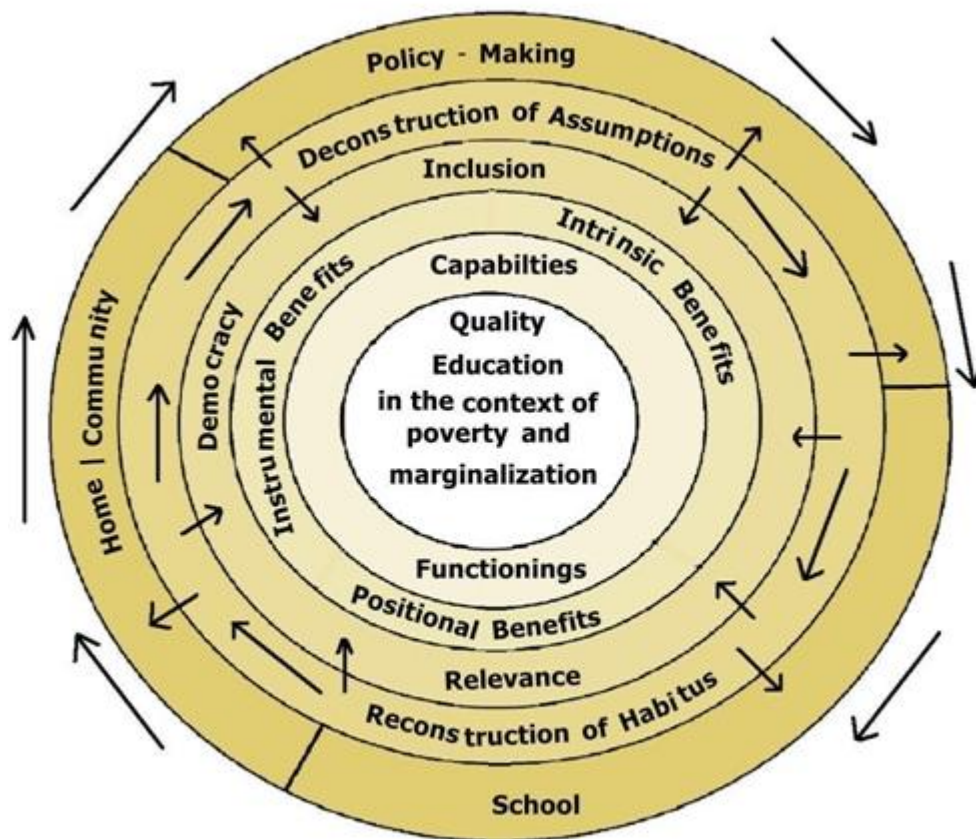 Policy - Making
Deconstruction of Assumptions
Inclusion
Intrinsic Benefits
Instrumental Benefits
Capabilties
Quality
Education
in the context of
poverty and
marginalization
Democracy
Home | Community
Functionings
Positional Benefits
Relevance
Reconstruction of Habitus
School